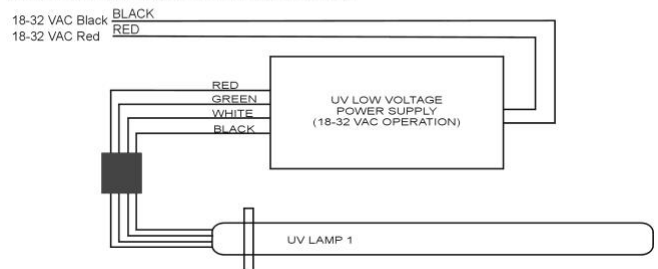 18-32 VAC Black BLACK
18-32 VAC Red RED
RED
GREEN
WHITE
BLACK
UV LOW VOLTAGE
POWER SUPPLY
(18-32 VAC OPERATION)
UV LAMP 1